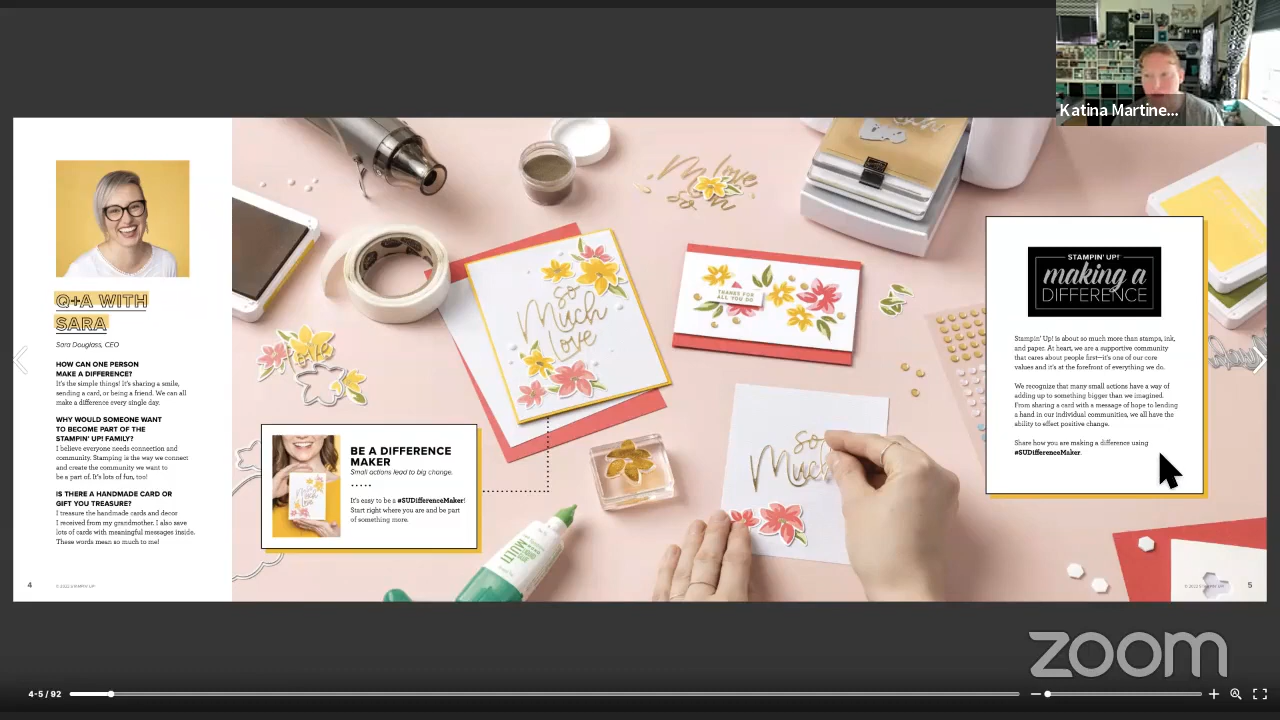 Katina Martine...
Q+A WITH
SARA
Sara Douglass, CEO
HOW CAN ONE PERSON
MAKE A DIFFERENCE?
It's the simple things! It's sharing a smile,
sending a card, or being a friend. We can all
make a difference every single day.
WHY WOULD SOMEONE WANT
TO BECOME PART OF THE
STAMPIN' UP! FAMILY?
I believe everyone needs connection and
community. Stamping is the way we connect
and create the community we want to
be a part of. It's lots of fun, too!
IS THERE A HANDMADE CARD OR
GIFT YOU TREASURE?
I treasure the handmade cards and decor
I received from my grandmother. I also save
lots of cards with meaningful messages inside.
These words mean so much to me!
4
© 2022 STAMPIN' UP!
BE A DIFFERENCE
MAKER
Small actions lead to big change.
It's easy to be a #SUDifferenceMaker!
Start right where you are and be part
of something more.
so
Much
Love
THANKS FOR
ALL YOU DO
so
Much
STAMPIN' UP!
making a
DIFFERENCE
Stampin' Up! is about so much more than stamps, ink,
and paper. At heart, we are a supportive community
that cares about people first—it's one of our core
values and it's at the forefront of everything we do.
We recognize that many small actions have a way of
adding up to something bigger than we imagined.
From sharing a card with a message of hope to lending
a hand in our individual communities, we all have the
ability to effect positive change.
Share how you are making a difference using
#SUDifferenceMaker.
© 2022 STAMPIN' UP!
5
zoom
4-5 / 92